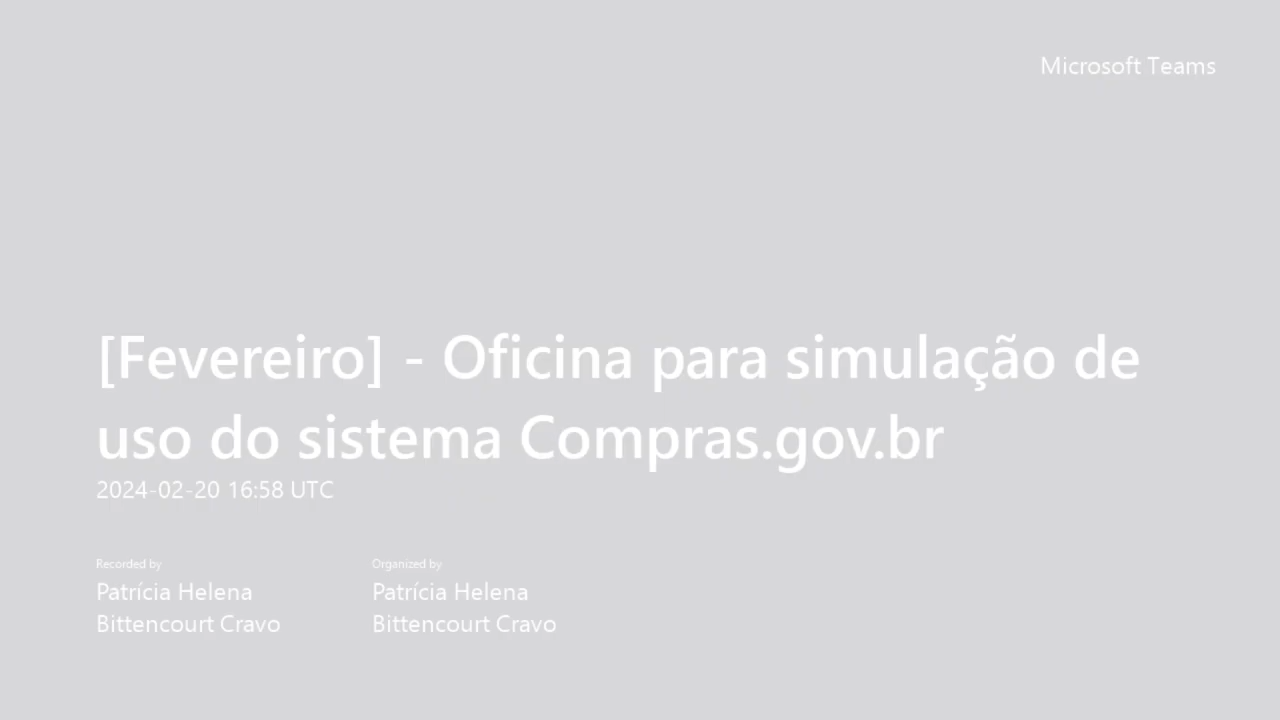 Microsoft Teams
[Fevereiro] - Oficina para simulação de
uso do sistema Compras.gov.br
2024-02-20 16:58 UTC
Recorded by
Patrícia Helena
Bittencourt Cravo
Organized by
Patrícia Helena
Bittencourt Cravo